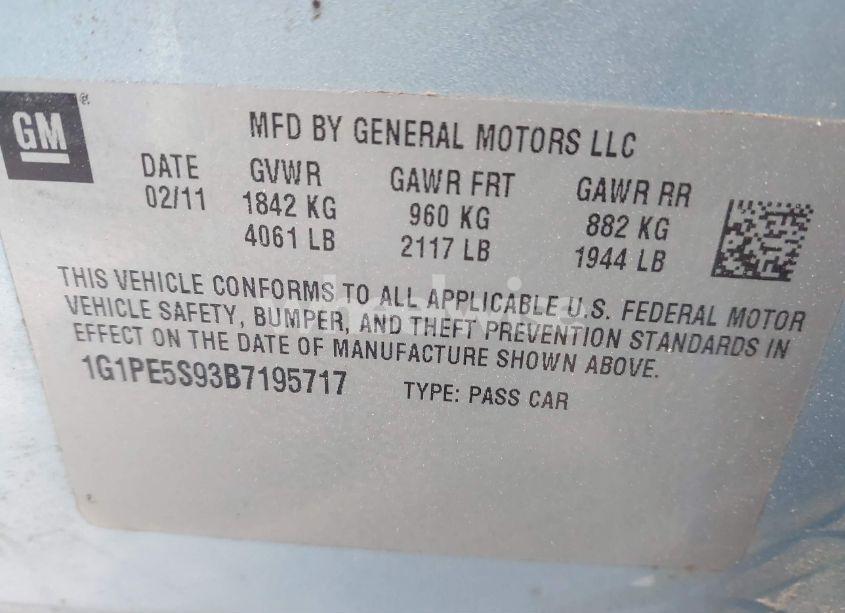 GM®
MFD BY GENERAL MOTORS LLC
DATE GVWR GAWR FRT GAWR RR
02/11 1842 KG 960 KG 882 KG
4061 LB 2117 LB 1944 LB
THIS VEHICLE CONFORMS TO ALL APPLICABLE U.S. FEDERAL MOTOR
VEHICLE SAFETY, BUMPER, AND THEFT PREVENTION STANDARDS IN
EFFECT ON THE DATE OF MANUFACTURE SHOWN ABOVE.
1G1PE5S93B7195717 TYPE: PASS CAR